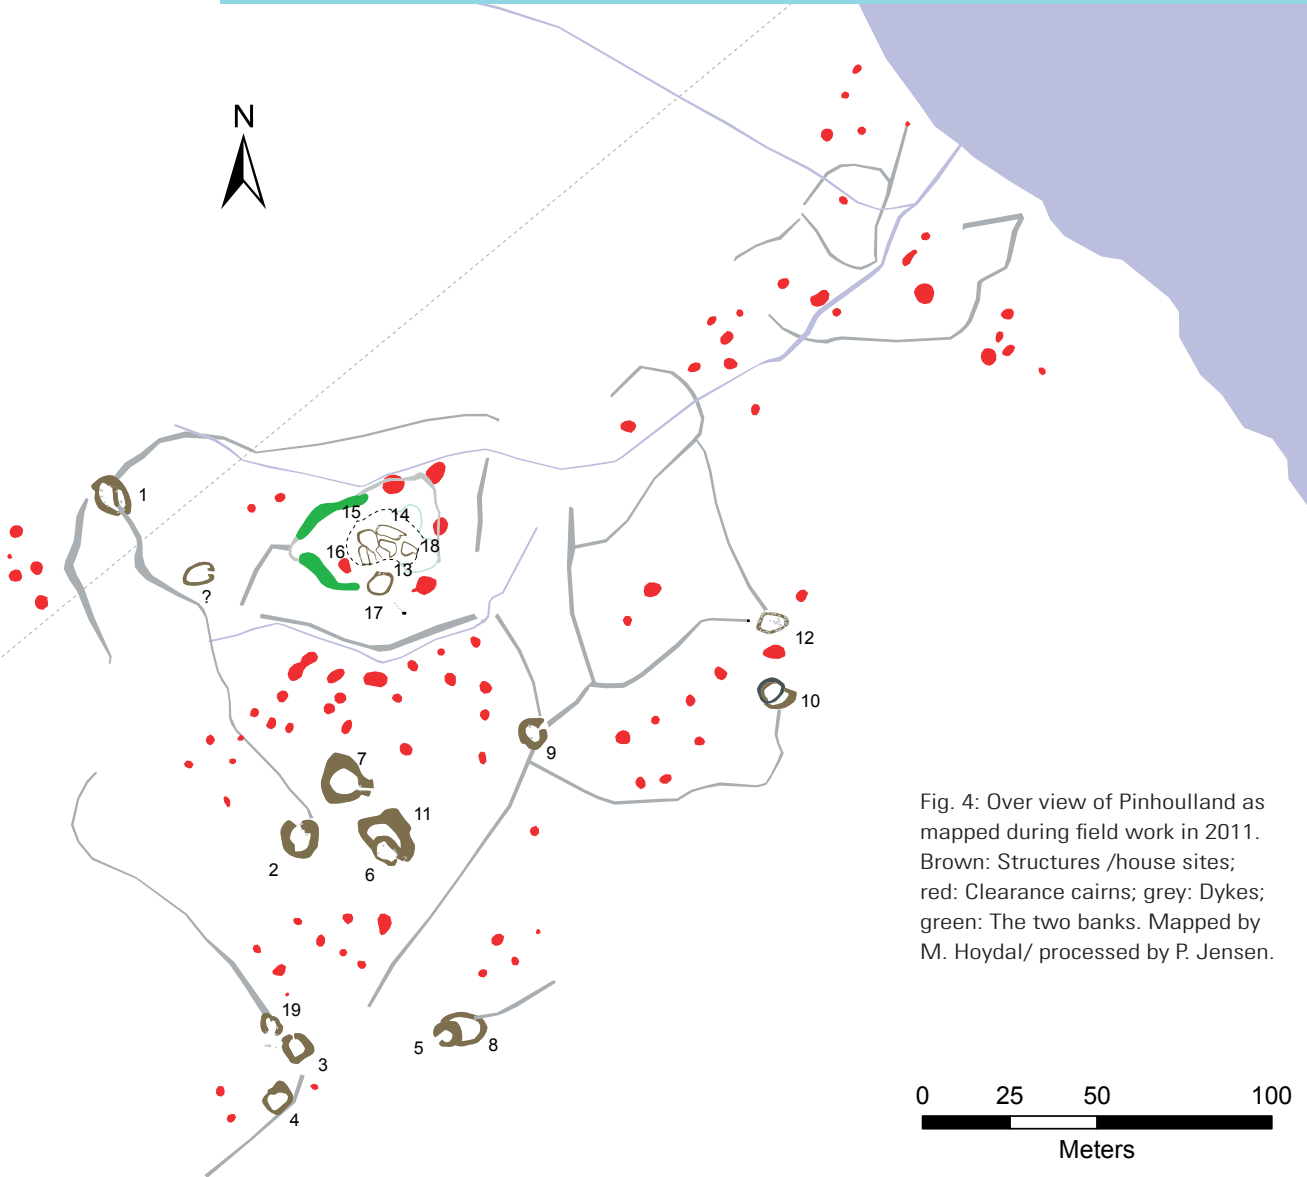 N
1
15
14
16
18
13
?
17
12
10
9
7
11
2
6
19
5
8
3
4
Fig. 4: Over view of Pinhoulland as
mapped during field work in 2011.
Brown: Structures /house sites;
red: Clearance cairns; grey: Dykes;
green: The two banks. Mapped by
M. Hoydal/ processed by P. Jensen.
0 25 50 100
Meters